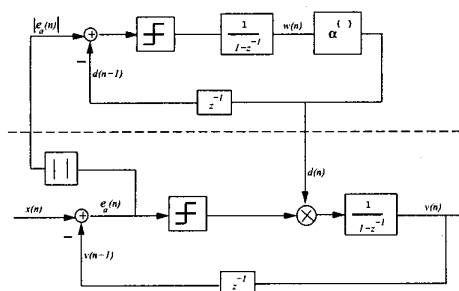 |e_a(n)|
+
−
d(n−1)
1
1−z^−1
w(n)
α^{ }
z^−1
d(n)
| |
x(n)
+
−
e_a(n)
v(n−1)
×
1
1−z^−1
v(n)
z^−1